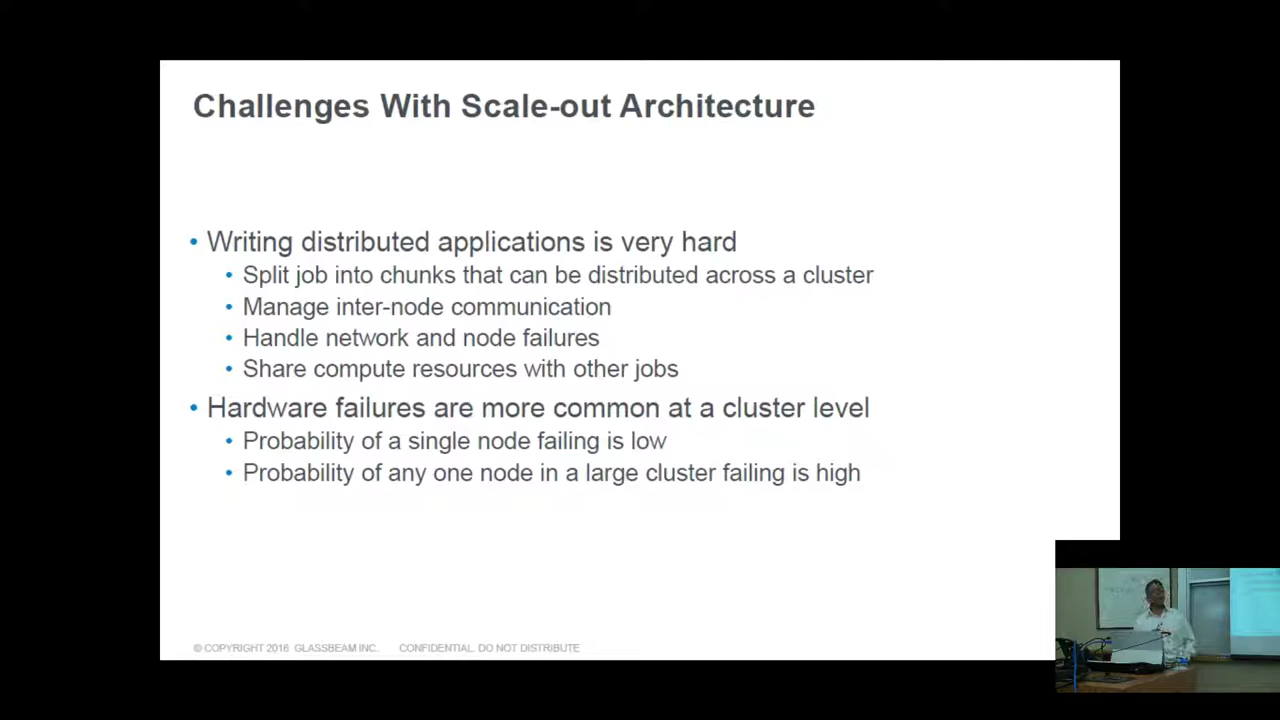 Challenges With Scale-out Architecture
• Writing distributed applications is very hard
• Split job into chunks that can be distributed across a cluster
• Manage inter-node communication
• Handle network and node failures
• Share compute resources with other jobs
• Hardware failures are more common at a cluster level
• Probability of a single node failing is low
• Probability of any one node in a large cluster failing is high
© COPYRIGHT 2016 GLASSBEAM INC. CONFIDENTIAL. DO NOT DISTRIBUTE